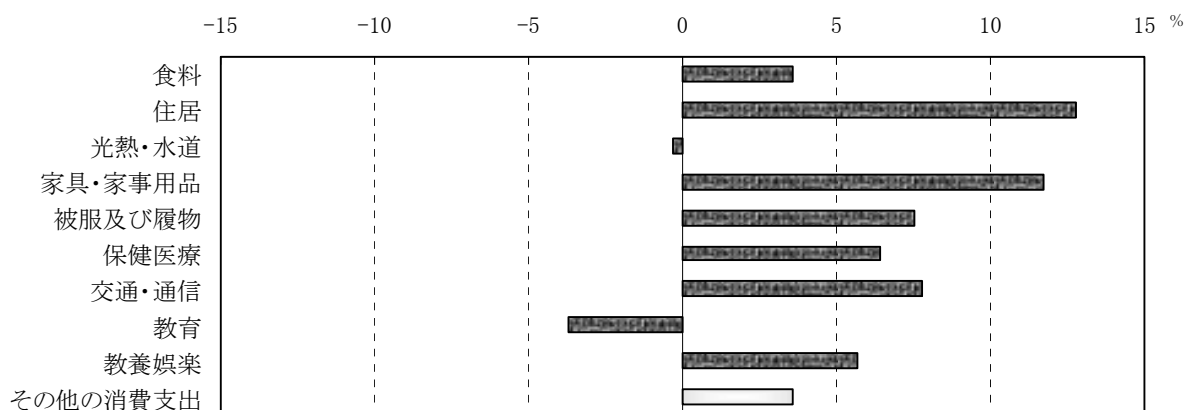 -15 -10 -5 0 5 10 15 %
食料
住居
光熱・水道
家具・家事用品
被服及び履物
保健医療
交通・通信
教育
教養娯楽
その他の消費支出